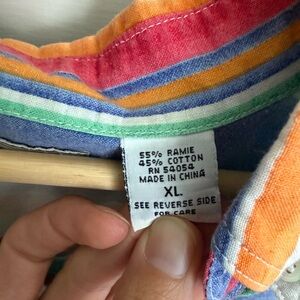 55% RAMIE
45% COTTON
RN 54054
MADE IN CHINA
XL
SEE REVERSE SIDE
FOR CARE